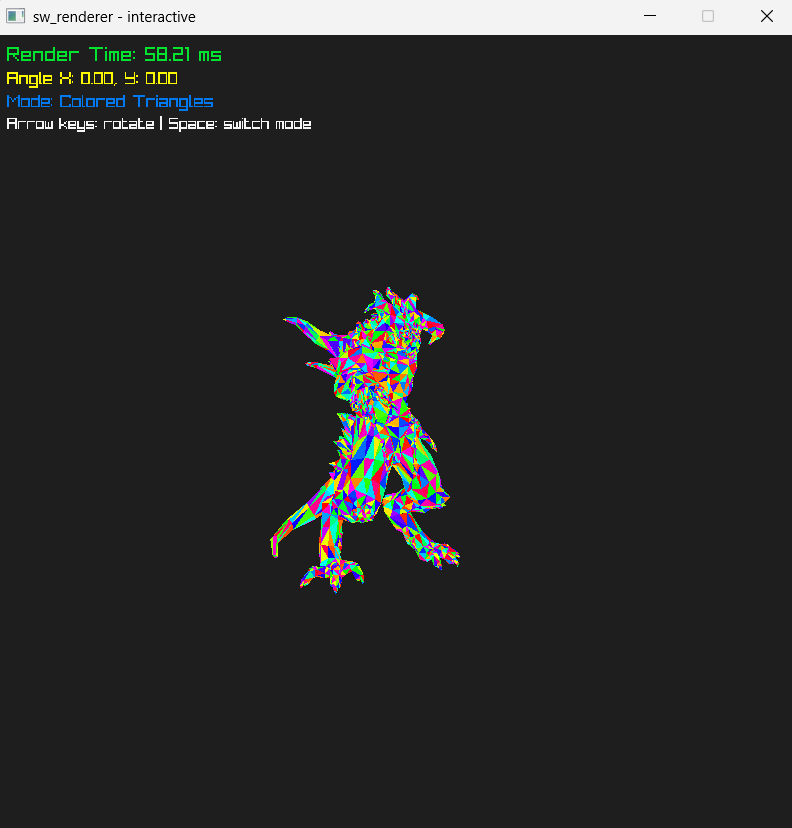 sw_renderer - interactive
Render Time: 58.21 ms
Angle X: 0.00, Y: 0.00
Mode: Colored Triangles
Arrow keys: rotate | Space: switch mode